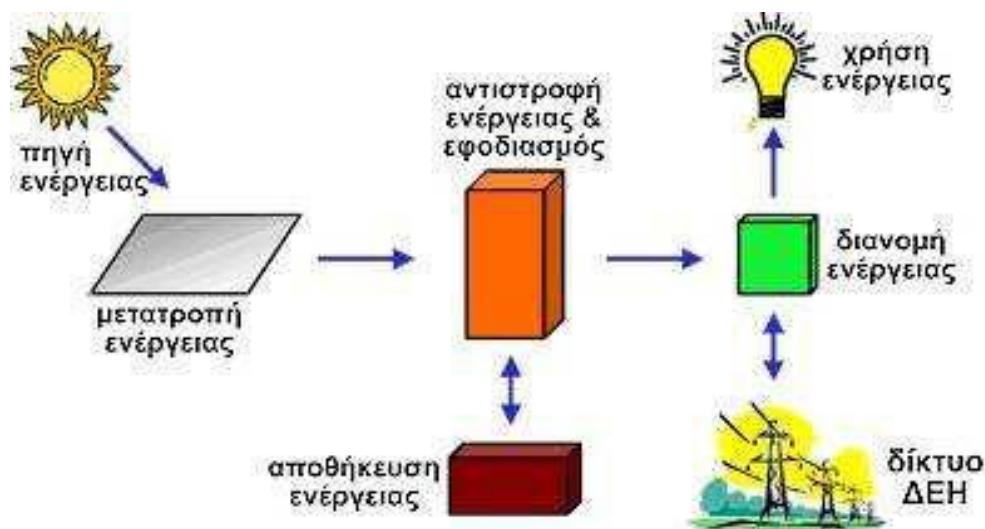 πηγή
ενέργειας
μετατροπή
ενέργειας
αντιστροφή
ενέργειας &
εφοδιασμός
αποθήκευση
ενέργειας
χρήση
ενέργειας
διανομή
ενέργειας
δίκτυο
ΔΕΗ